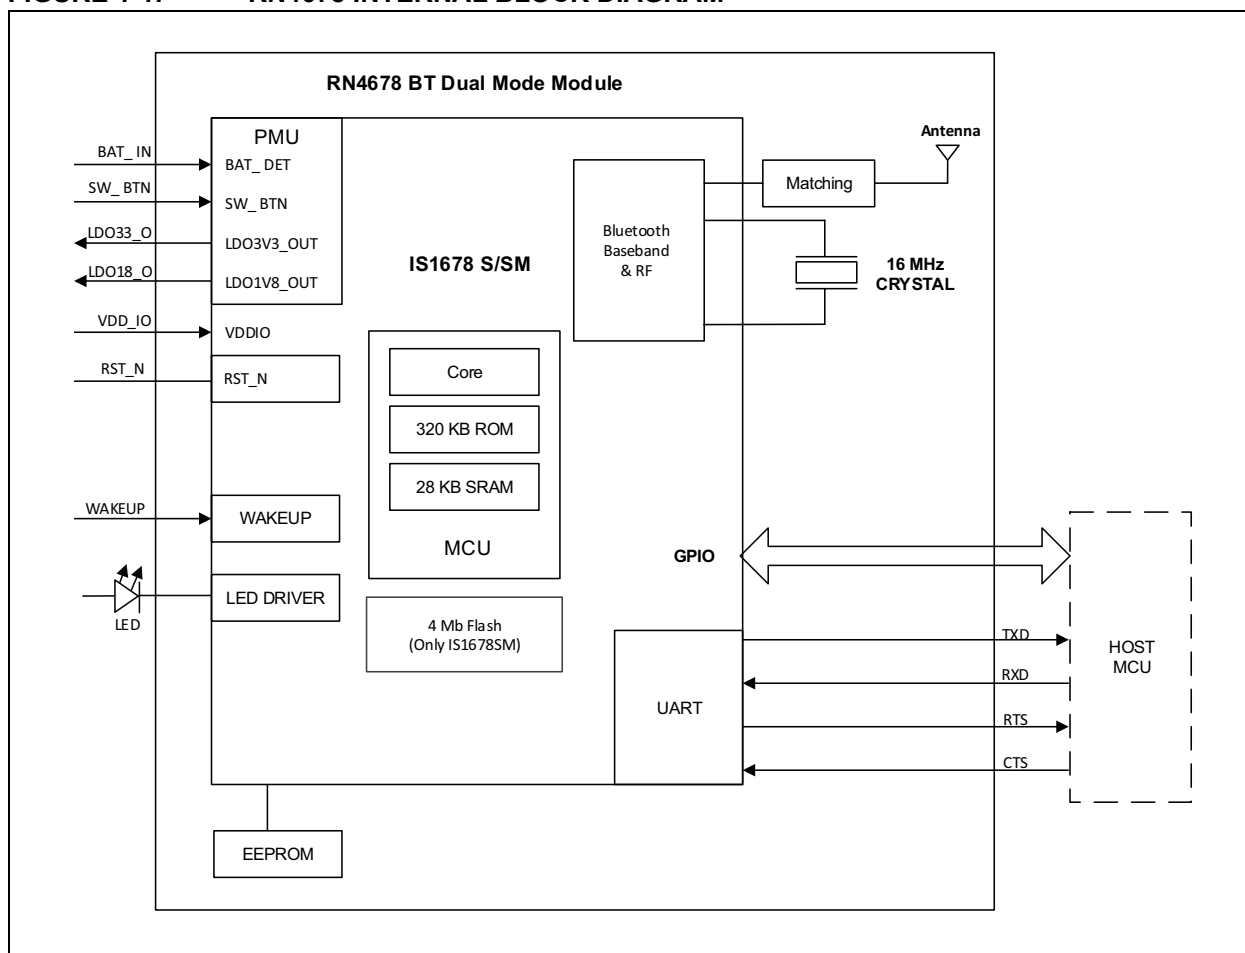 RN4678 BT Dual Mode Module
PMU
Antenna
BAT_ IN
BAT_ DET
Matching
SW_ BTN
SW_ BTN
LDO33_O
LDO3V3_OUT
Bluetooth
Baseband
& RF
IS1678 S/SM
16 MHz
CRYSTAL
LDO18_O
LDO1V8_OUT
VDD_IO
VDDIO
RST_N
RST_N
Core
320 KB ROM
28 KB SRAM
MCU
WAKEUP
WAKEUP
GPIO
LED
LED DRIVER
4 Mb Flash
(Only IS1678SM)
UART
TXD
RXD
RTS
CTS
HOST
MCU
EEPROM